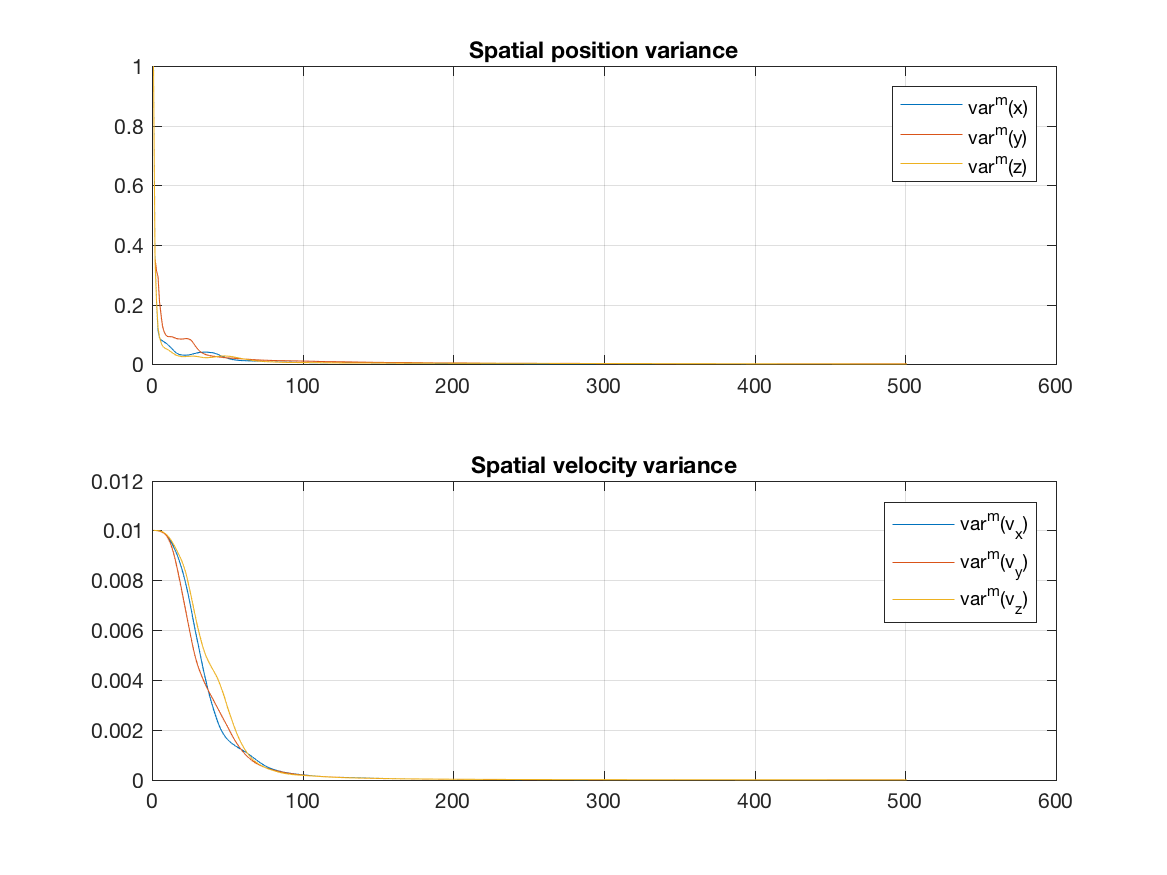 Spatial position variance
1
0.8
0.6
0.4
0.2
0
var^m(x)
var^m(y)
var^m(z)
0 100 200 300 400 500 600
Spatial velocity variance
0.012
0.01
0.008
0.006
0.004
0.002
0
var^m(v_x)
var^m(v_y)
var^m(v_z)
0 100 200 300 400 500 600